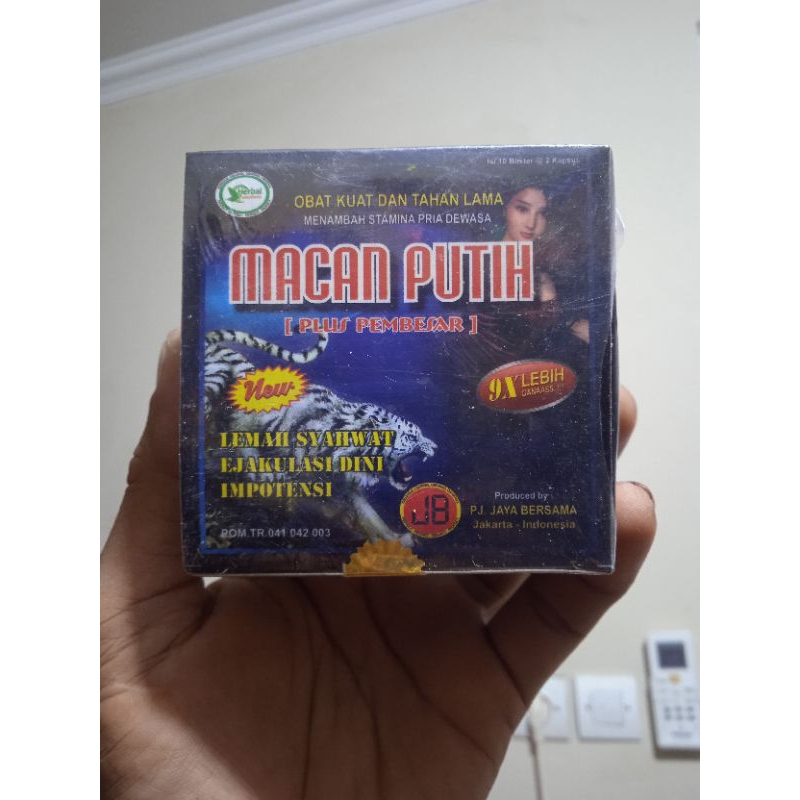 OBAT KUAT DAN TAHAN LAMA
MENAMBAH STAMINA PRIA DEWASA
MACAN PUTIH
[ PLUS PEMBESAR ]
New
9X LEBIH
LEMAH SYAHWAT
EJAKULASI DINI
IMPOTENSI
JB
Produced by
P.J. JAYA BERSAMA
Jakarta - Indonesia
POM.TR.041 042 003